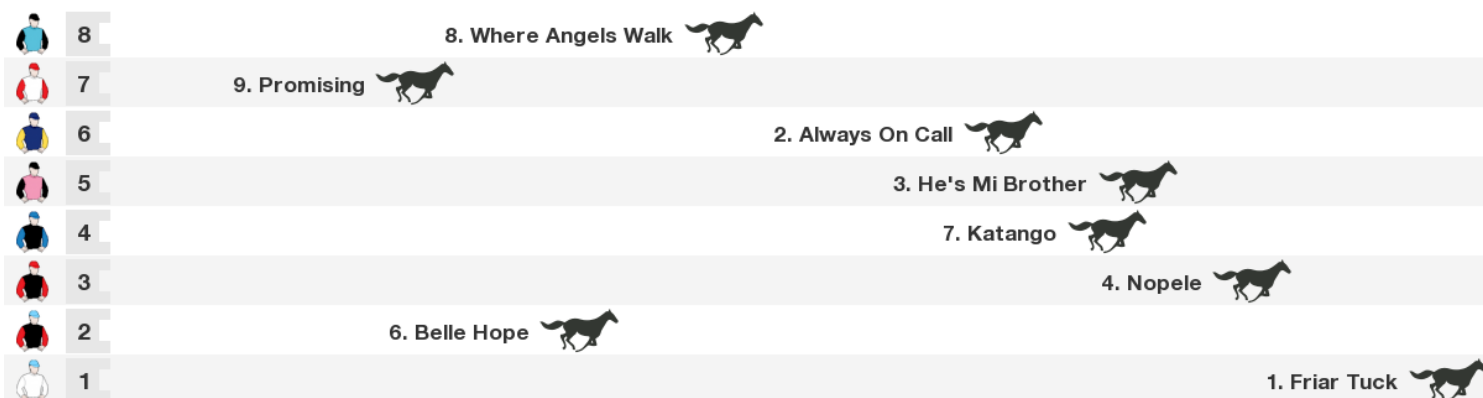 8 8. Where Angels Walk
7 9. Promising
6 2. Always On Call
5 3. He's Mi Brother
4 7. Katango
3 4. Nopele
2 6. Belle Hope
1 1. Friar Tuck